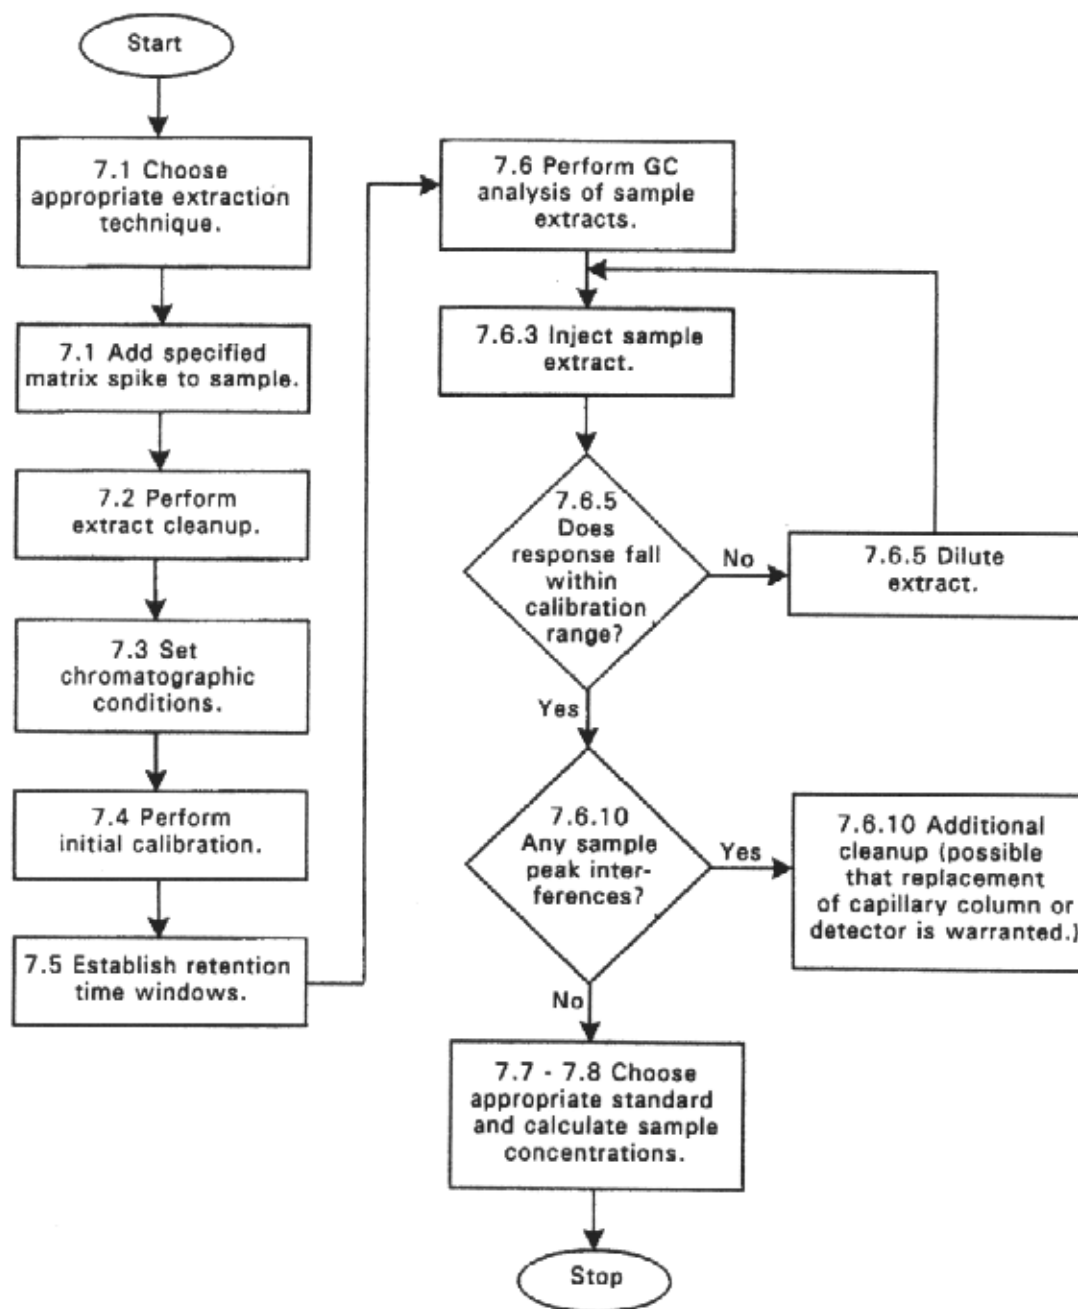 Start
7.1 Choose
appropriate extraction
technique.
7.1 Add specified
matrix spike to sample.
7.2 Perform
extract cleanup.
7.3 Set
chromatographic
conditions.
7.4 Perform
initial calibration.
7.5 Establish retention
time windows.
7.6 Perform GC
analysis of sample
extracts.
7.6.3 Inject sample
extract.
7.6.5
Does
response fall
within
calibration
range?
No
7.6.5 Dilute
extract.
Yes
7.6.10
Any sample
peak inter-
ferences?
Yes
7.6.10 Additional
cleanup (possible
that replacement
of capillary column or
detector is warranted.)
No
7.7 - 7.8 Choose
appropriate standard
and calculate sample
concentrations.
Stop